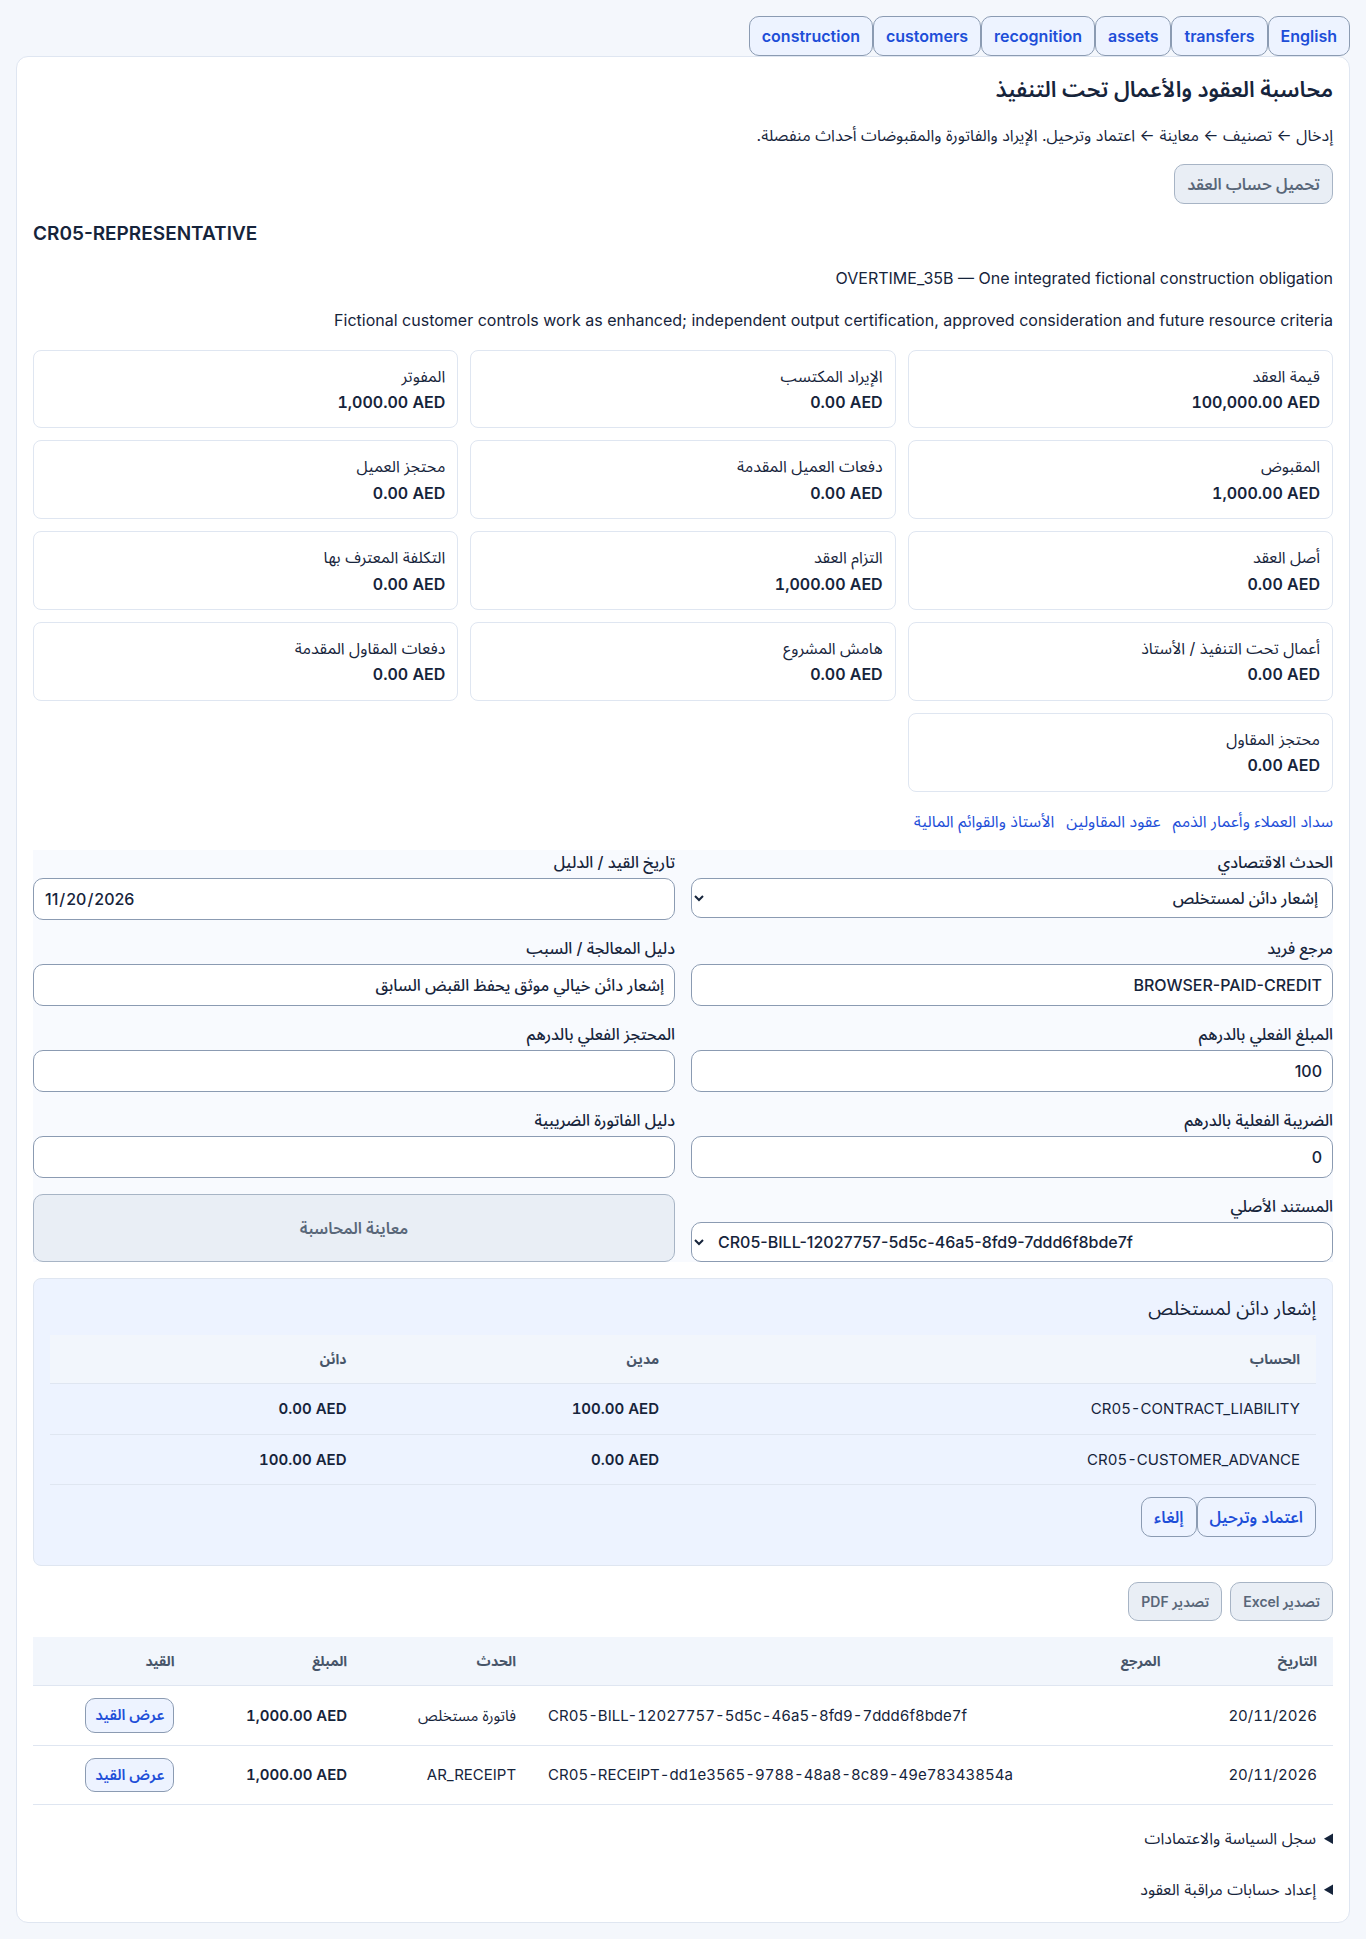 English transfers assets recognition customers construction
محاسبة العقود والأعمال تحت التنفيذ
إدخال ← تصنيف ← معاينة ← اعتماد وترحيل. الإيراد والفاتورة والمقبوضات أحداث منفصلة.
تحميل حساب العقد
CR05-REPRESENTATIVE
OVERTIME_35B — One integrated fictional construction obligation
Fictional customer controls work as enhanced; independent output certification, approved consideration and future resource criteria
قيمة العقد الإيراد المكتسب المفوتر
100,000.00 AED 0.00 AED 1,000.00 AED
المقبوض دفعات العميل المقدمة محتجز العميل
1,000.00 AED 0.00 AED 0.00 AED
أصل العقد التزام العقد التكلفة المعترف بها
0.00 AED 1,000.00 AED 0.00 AED
أعمال تحت التنفيذ / الأستاذ هامش المشروع دفعات المقاول المقدمة
0.00 AED 0.00 AED 0.00 AED
محتجز المقاول
0.00 AED
سداد العملاء وأعمار الذمم عقود المقاولين الأستاذ والقوائم المالية
الحدث الاقتصادي تاريخ القيد / الدليل
إشعار دائن لمستخلص 11/20/2026
مرجع فريد دليل المعالجة / السبب
BROWSER-PAID-CREDIT إشعار دائن خيالي موثق يحفظ القبض السابق
المبلغ الفعلي بالدرهم المحتجز الفعلي بالدرهم
100
الضريبة الفعلية بالدرهم دليل الفاتورة الضريبية
0
المستند الأصلي معاينة المحاسبة
CR05-BILL-12027757-5d5c-46a5-8fd9-7ddd6f8bde7f
إشعار دائن لمستخلص
الحساب مدين دائن
CR05-CONTRACT_LIABILITY 100.00 AED 0.00 AED
CR05-CUSTOMER_ADVANCE 0.00 AED 100.00 AED
اعتماد وترحيل إلغاء
تصدير Excel تصدير PDF
التاريخ المرجع الحدث المبلغ القيد
20/11/2026 CR05-BILL-12027757-5d5c-46a5-8fd9-7ddd6f8bde7f فاتورة مستخلص 1,000.00 AED عرض القيد
20/11/2026 CR05-RECEIPT-dd1e3565-9788-48a8-8c89-49e78343854a AR_RECEIPT 1,000.00 AED عرض القيد
سجل السياسة والاعتمادات
إعداد حسابات مراقبة العقود